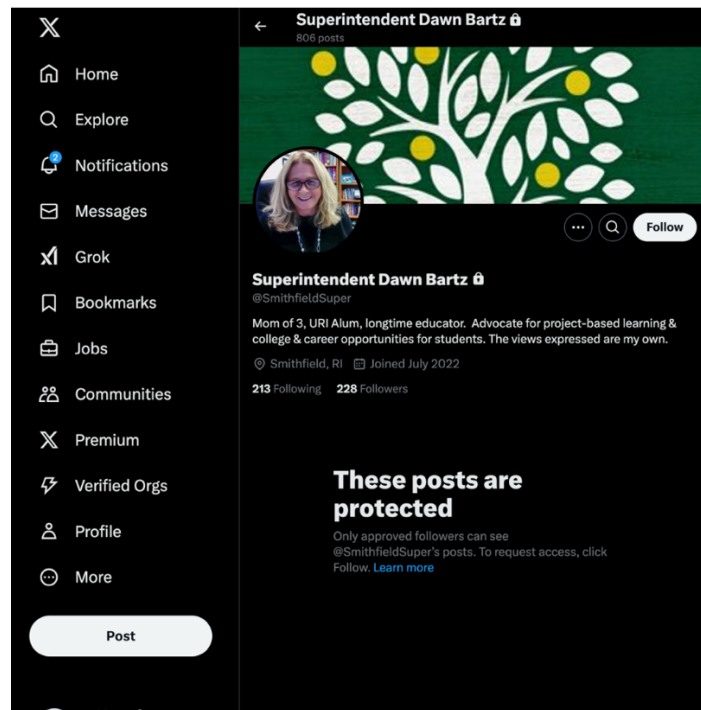 Home
Explore
2
Notifications
Messages
Grok
Bookmarks
Jobs
Communities
Premium
Verified Orgs
Profile
More
Post
Superintendent Dawn Bartz
806 posts
Follow
Superintendent Dawn Bartz
@SmithfieldSuper
Mom of 3, URI Alum, longtime educator. Advocate for project-based learning &
college & career opportunities for students. The views expressed are my own.
Smithfield, RI Joined July 2022
213 Following 228 Followers
These posts are
protected
Only approved followers can see
@SmithfieldSuper's posts. To request access, click
Follow. Learn more